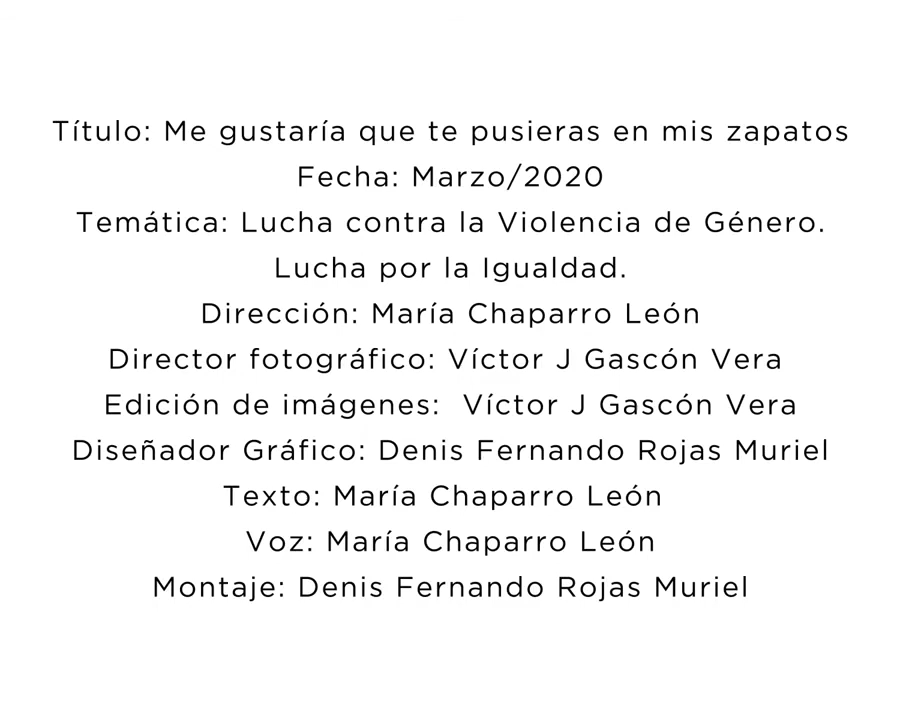 Título: Me gustaría que te pusieras en mis zapatos
Fecha: Marzo/2020
Temática: Lucha contra la Violencia de Género.
Lucha por la Igualdad.
Dirección: María Chaparro León
Director fotográfico: Víctor J Gascón Vera
Edición de imágenes:  Víctor J Gascón Vera
Diseñador Gráfico: Denis Fernando Rojas Muriel
Texto: María Chaparro León
Voz: María Chaparro León
Montaje: Denis Fernando Rojas Muriel